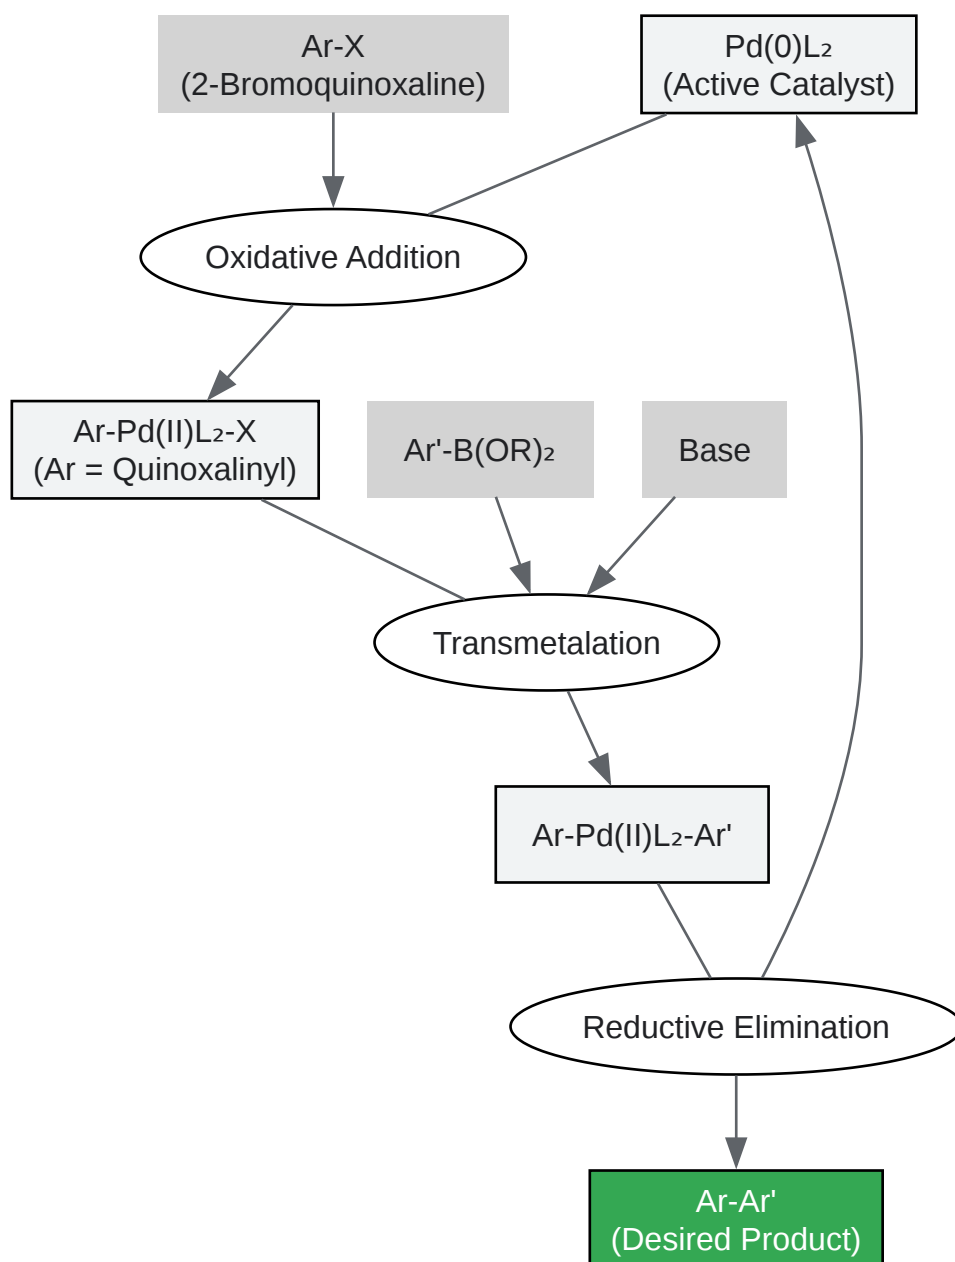 Ar-X
(2-Bromoquinoxaline)
Pd(0)L₂
(Active Catalyst)
Oxidative Addition
Ar-Pd(II)L₂-X
(Ar = Quinoxalinyl)
Ar'-B(OR)₂
Base
Transmetalation
Ar-Pd(II)L₂-Ar'
Reductive Elimination
Ar-Ar'
(Desired Product)